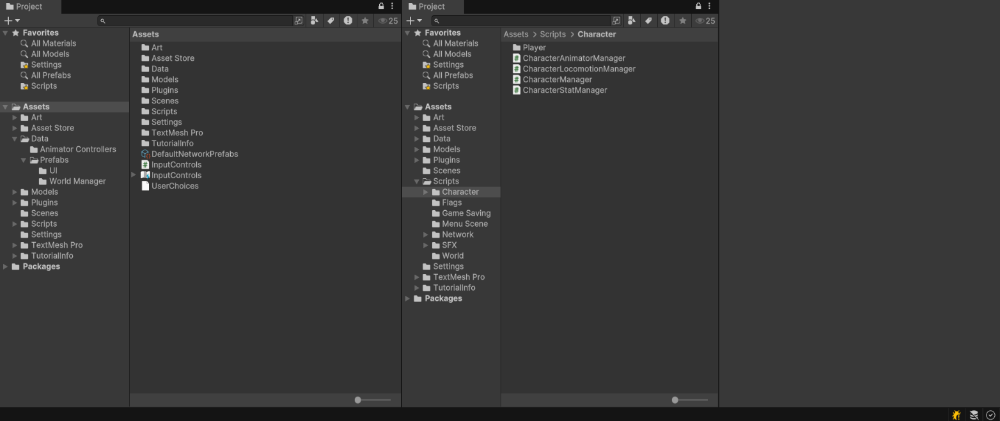 Project
25
Favorites
All Materials
All Models
Settings
All Prefabs
Scripts
Assets
Art
Asset Store
Data
Animator Controllers
Prefabs
UI
World Manager
Models
Plugins
Scenes
Scripts
Settings
TextMesh Pro
TutorialInfo
Packages
Assets
Art
Asset Store
Data
Models
Plugins
Scenes
Scripts
Settings
TextMesh Pro
TutorialInfo
DefaultNetworkPrefabs
InputControls
InputControls
UserChoices
Project
25
Favorites
All Materials
All Models
Settings
All Prefabs
Scripts
Assets
Art
Asset Store
Data
Models
Plugins
Scenes
Scripts
Character
Flags
Game Saving
Menu Scene
Network
SFX
World
Settings
TextMesh Pro
TutorialInfo
Packages
Assets > Scripts > Character
Player
CharacterAnimatorManager
CharacterLocomotionManager
CharacterManager
CharacterStatManager